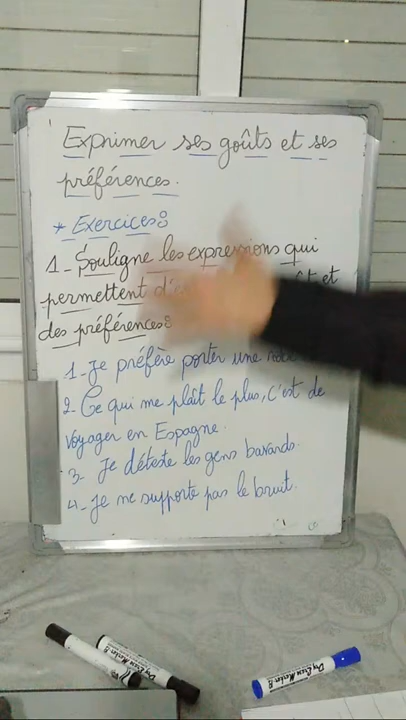 Exprimer ses goûts et ses
préférences.
* Exercices:
1- Souligne les expressions qui
permettent et
des préférences:
1- Je préfère porter une
2- Ce qui me plaît le plus, c'est de
voyager en Espagne.
3- Je déteste les gens bavards.
4- Je ne supporte pas le bruit.